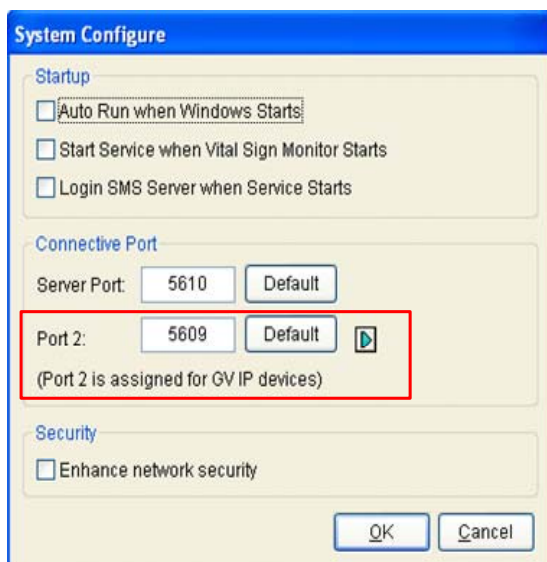 System Configure
Startup
Auto Run when Windows Starts
Start Service when Vital Sign Monitor Starts
Login SMS Server when Service Starts
Connective Port
Server Port: 5610 Default
Port 2: 5609 Default
(Port 2 is assigned for GV IP devices)
Security
Enhance network security
OK Cancel